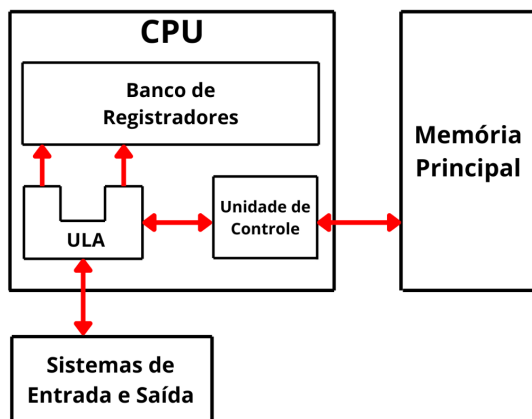 CPU
Banco de
Registradores
Memória
Principal
Unidade de
Controle
ULA
Sistemas de
Entrada e Saída